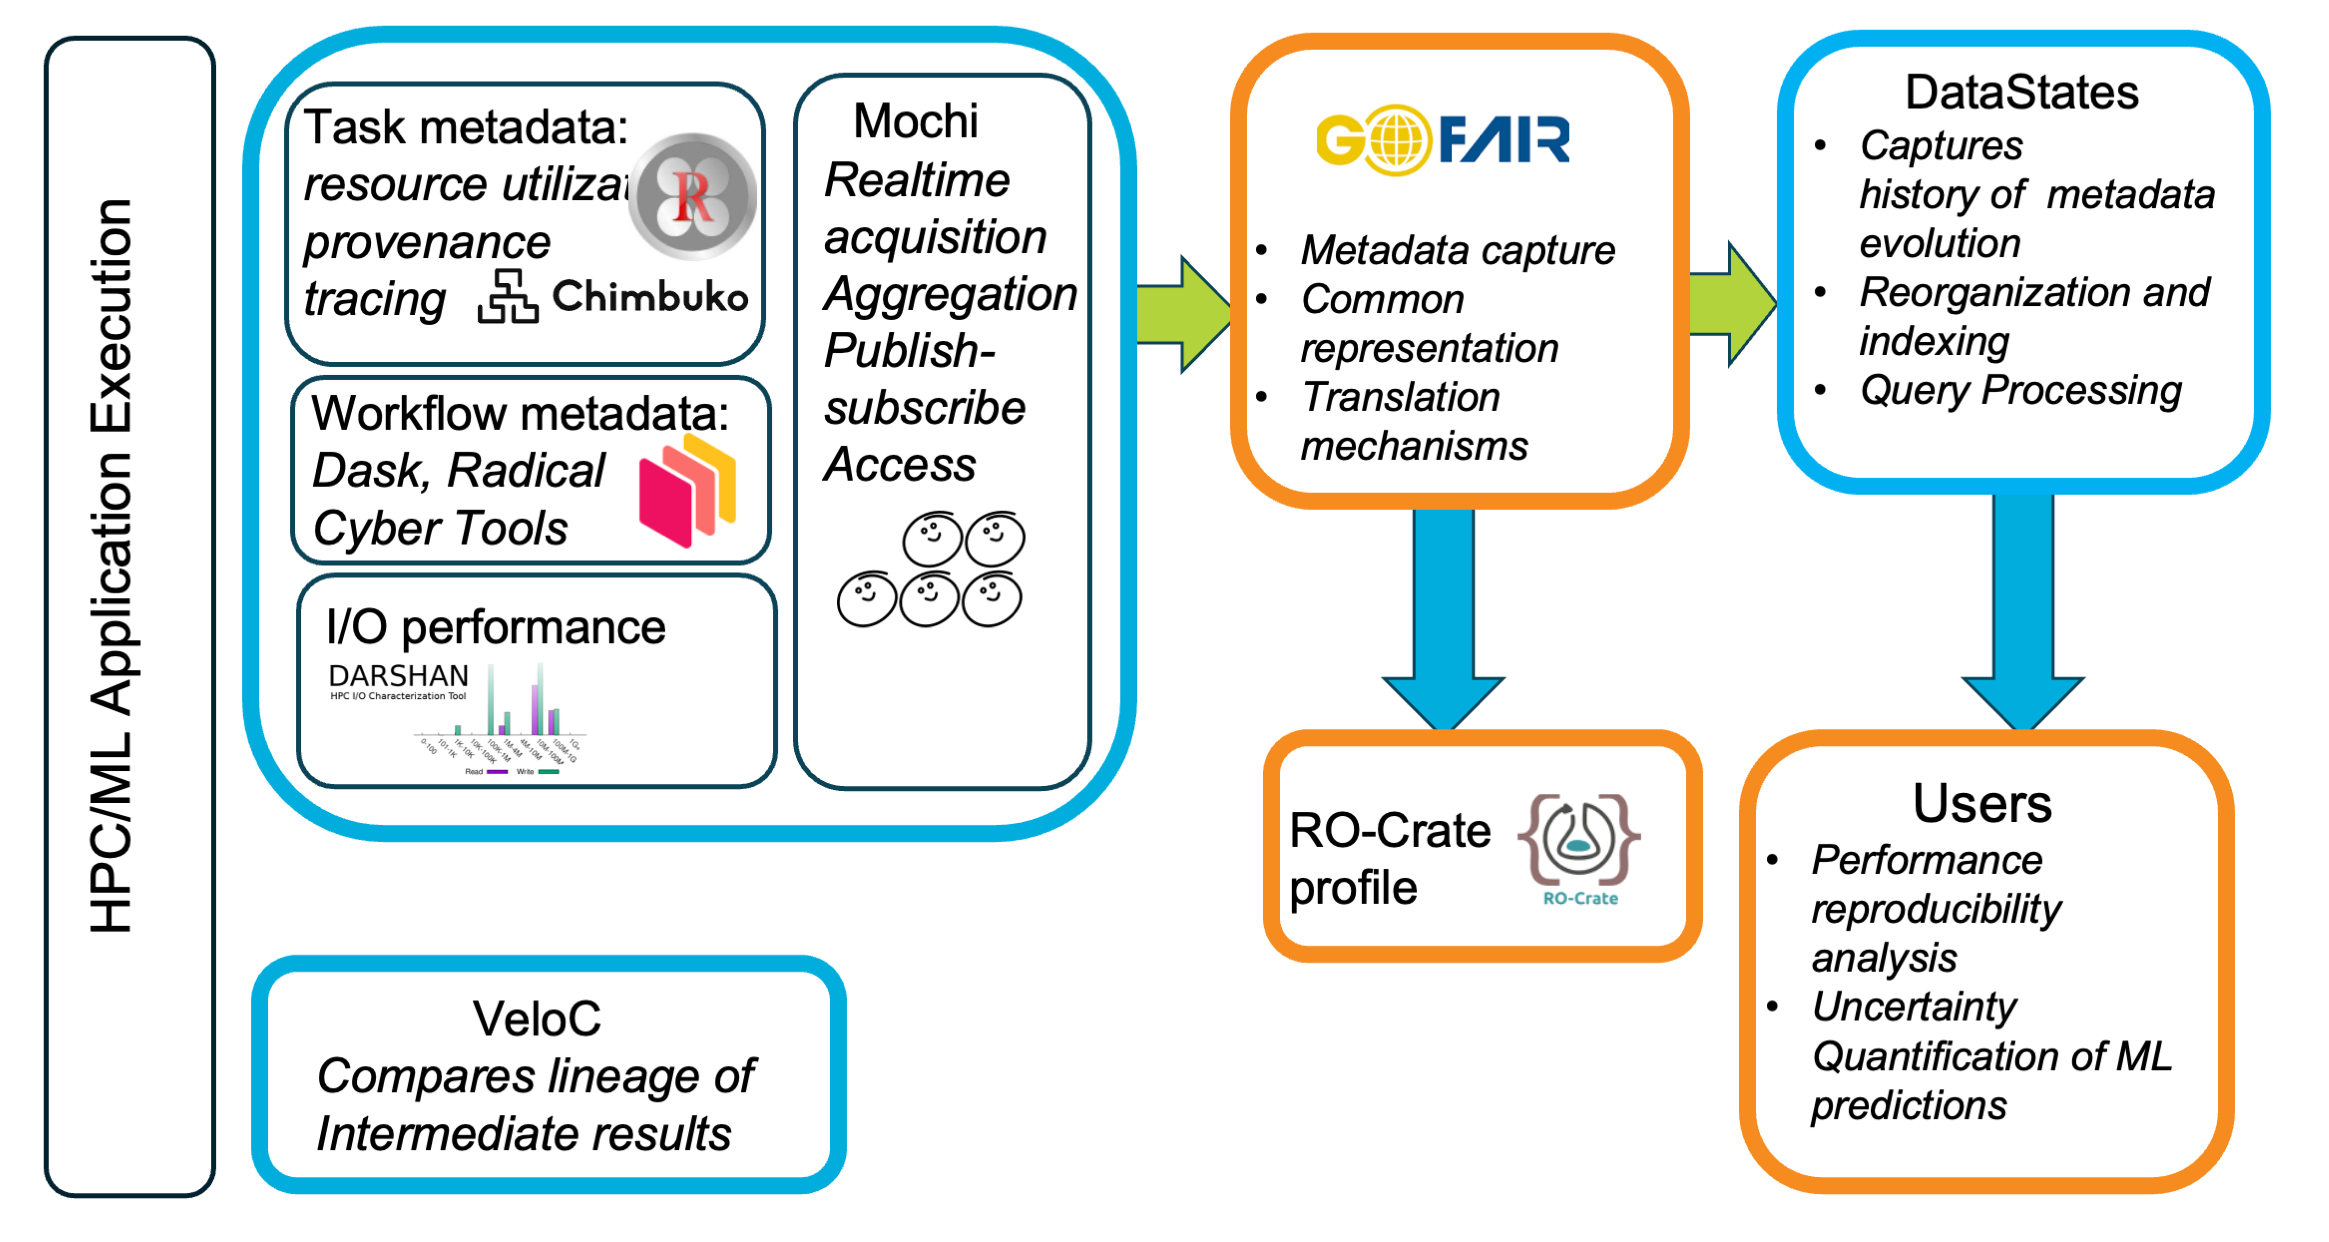 HPC/ML Application Execution
Task metadata:
resource utilizat
provenance
tracing
R
Chimbuko
Workflow metadata:
Dask, Radical
Cyber Tools
I/O performance
DARSHAN
HPC I/O Characterization Tool
0-100
101-1K
1K-10K
10K-100K
100K-1M
1M-4M
4M-10M
10M-100M
100M-1G
1G+
Read
Write
Mochi
Realtime
acquisition
Aggregation
Publish-
subscribe
Access
GO FAIR
• Metadata capture
• Common
representation
• Translation
mechanisms
DataStates
• Captures
history of metadata
evolution
• Reorganization and
indexing
• Query Processing
RO-Crate
profile
RO-Crate
Users
• Performance
reproducibility
analysis
• Uncertainty
Quantification of ML
predictions
VeloC
Compares lineage of
Intermediate results